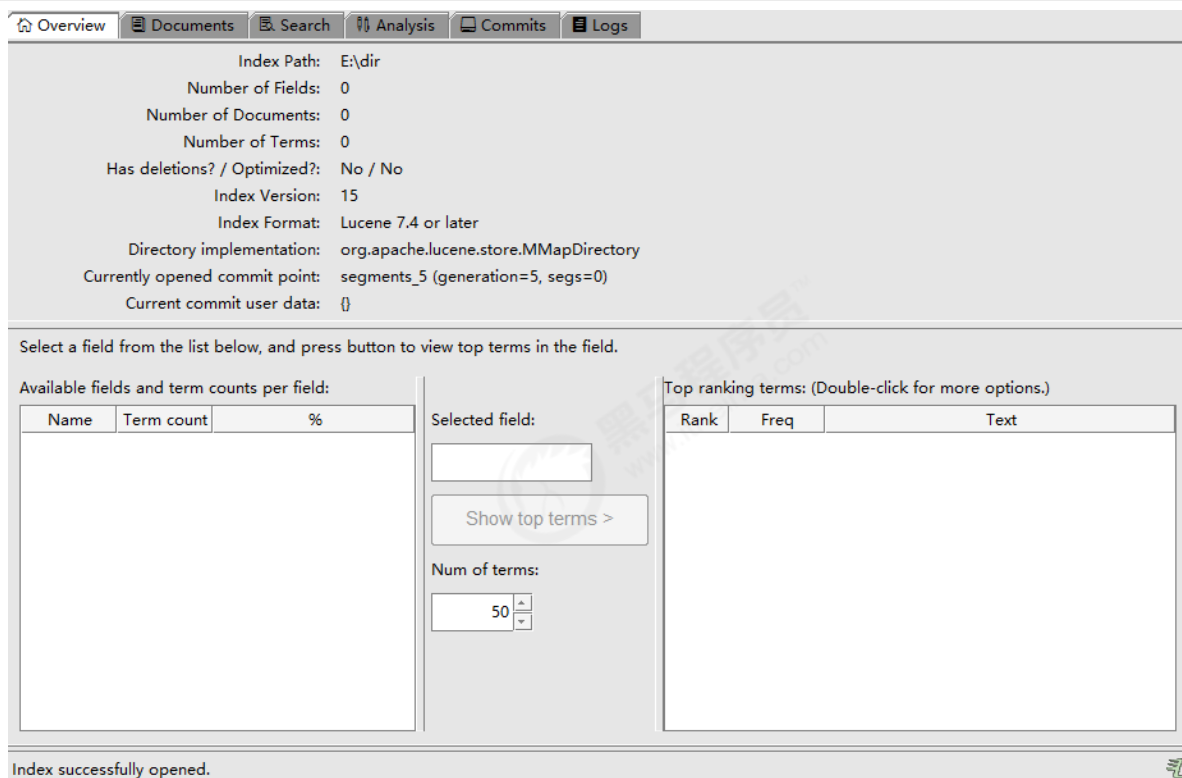 Overview Documents Search Analysis Commits Logs
Index Path: E:\dir
Number of Fields: 0
Number of Documents: 0
Number of Terms: 0
Has deletions? / Optimized?: No / No
Index Version: 15
Index Format: Lucene 7.4 or later
Directory implementation: org.apache.lucene.store.MMapDirectory
Currently opened commit point: segments_5 (generation=5, segs=0)
Current commit user data: {}
Select a field from the list below, and press button to view top terms in the field.
Available fields and term counts per field:
Name Term count %
Selected field:
Show top terms >
Num of terms:
50
Top ranking terms: (Double-click for more options.)
Rank Freq Text
黑马程序员
Index successfully opened.